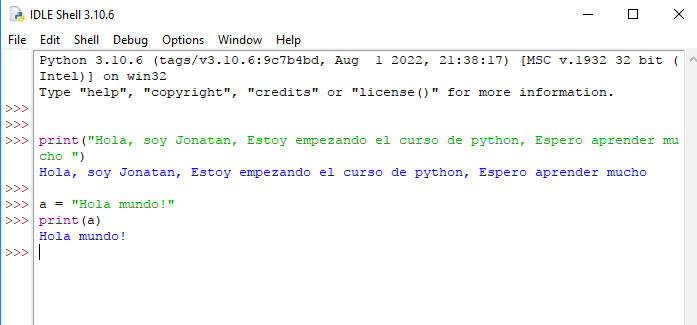 IDLE Shell 3.10.6
File Edit Shell Debug Options Window Help
Python 3.10.6 (tags/v3.10.6:9c7b4bd, Aug  1 2022, 21:38:17) [MSC v.1932 32 bit (
Intel)] on win32
Type "help", "copyright", "credits" or "license()" for more information.
>>>
>>>
>>> print("Hola, soy Jonatan, Estoy empezando el curso de python, Espero aprender mu
cho ")
Hola, soy Jonatan, Estoy empezando el curso de python, Espero aprender mucho
>>>
>>> a = "Hola mundo!"
>>> print(a)
Hola mundo!
>>>